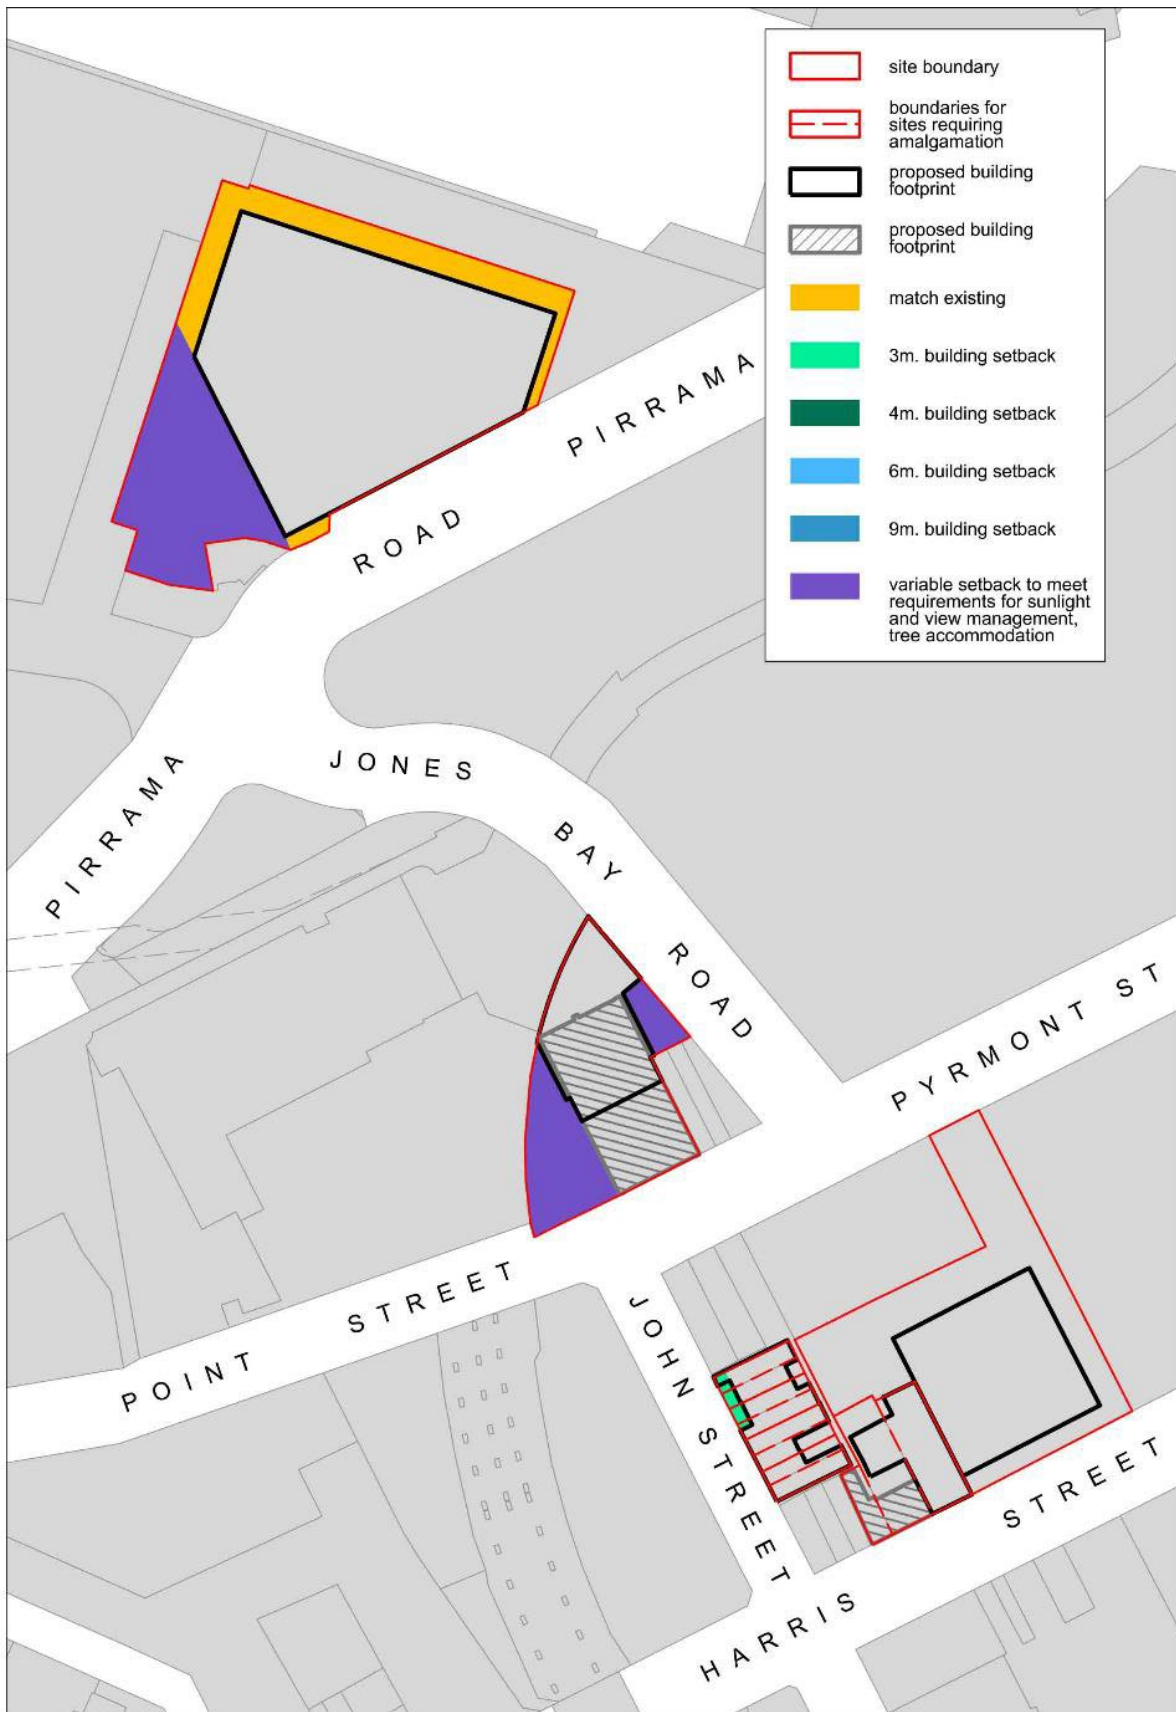 site boundary
boundaries for
sites requiring
amalgamation
proposed building
footprint
proposed building
footprint
match existing
3m. building setback
4m. building setback
6m. building setback
9m. building setback
variable setback to meet
requirements for sunlight
and view management,
tree accommodation
PIRRAMA
ROAD
PIRRAMA
JONES
BAY
ROAD
PYRMONT ST
POINT STREET
JOHN STREET
HARRIS STREET